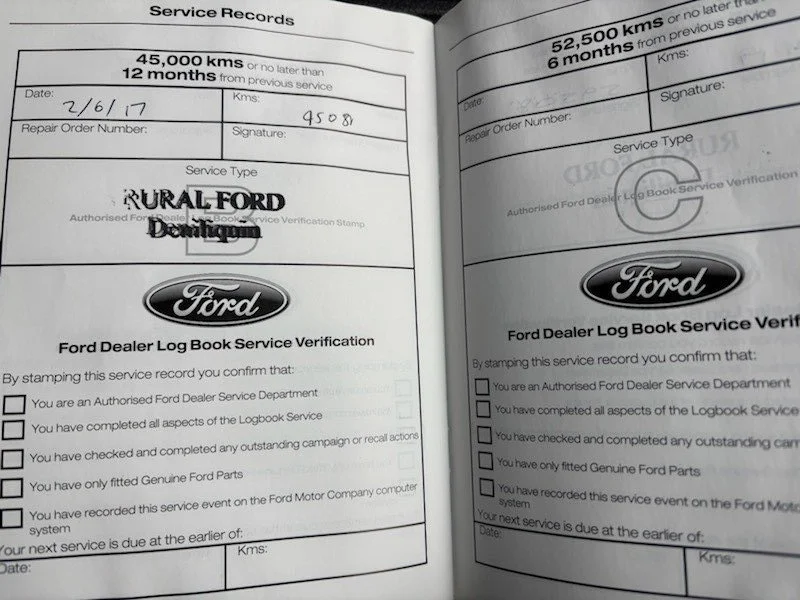 Service Records
45,000 kms or no later than
12 months from previous service
Date: 2/6/17
Kms: 45081
Repair Order Number:
Signature:
Service Type
B
RURAL FORD
Authorised Ford Dealer Log Book Service Verification Stamp
Deniliquin
Ford
Ford Dealer Log Book Service Verification
By stamping this service record you confirm that:
You are an Authorised Ford Dealer Service Department
You have completed all aspects of the Logbook Service
You have checked and completed any outstanding campaign or recall actions
You have only fitted Genuine Ford Parts
You have recorded this service event on the Ford Motor Company computer
system
Your next service is due at the earlier of:
Date:
Kms:
52,500 kms or no later than
6 months from previous service
Date:
Kms:
Repair Order Number:
Signature:
Service Type
C
Authorised Ford Dealer Log Book Service Verification
Ford
Ford Dealer Log Book Service Verif
By stamping this service record you confirm that:
You are an Authorised Ford Dealer Service Department
You have completed all aspects of the Logbook Service
You have checked and completed any outstanding cam
You have only fitted Genuine Ford Parts
You have recorded this service event on the Ford Moto
system
Your next service is due at the earlier of:
Date:
Kms: